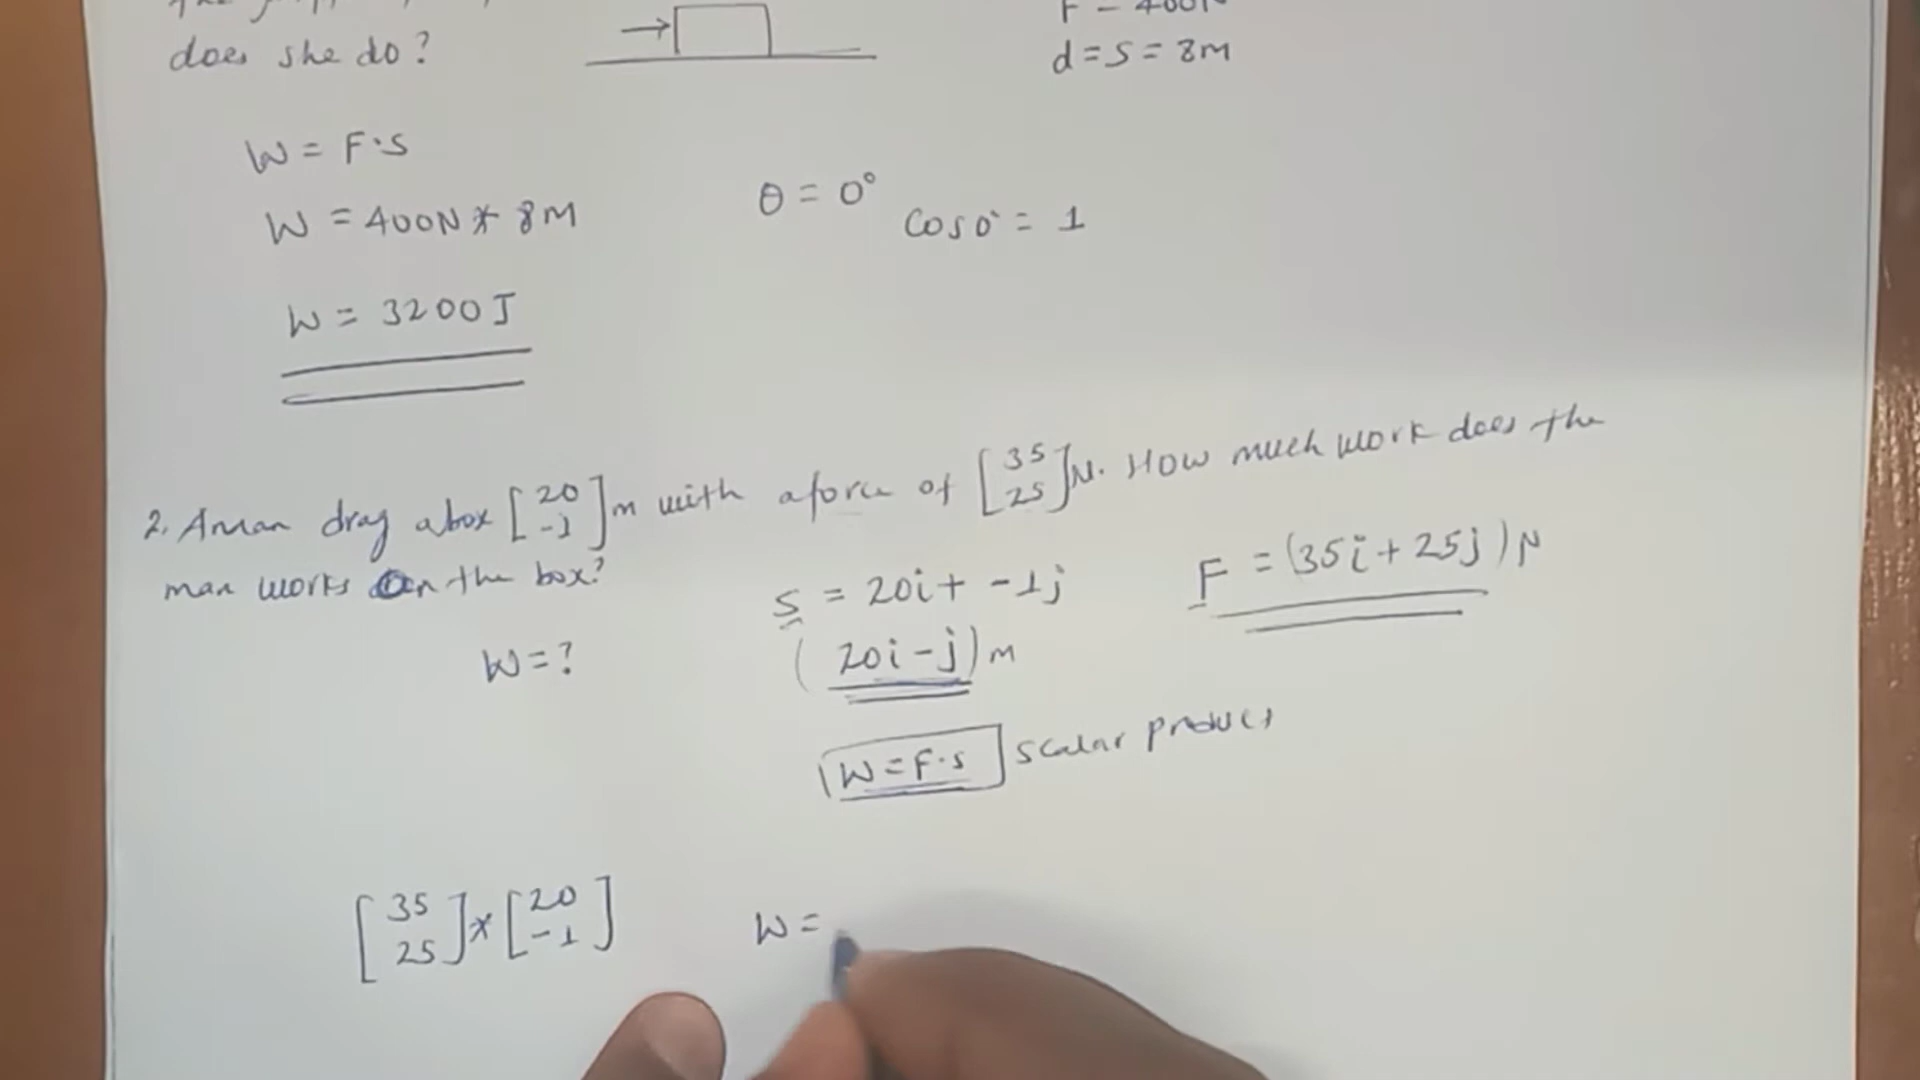 does she do?
d = S = 8M
W = F·S
W = 400N * 8M
θ = 0°
Cos 0° = 1
W = 3200J
2. A man drag a box [20 -1] m with a force of [35 25] N. How much work does the
man works on the box?
S = 20i + -1j
F = (35i + 25j) N
W = ?
(20i - j) m
W = F·S scalar product
[35 25] * [20 -1]
W =